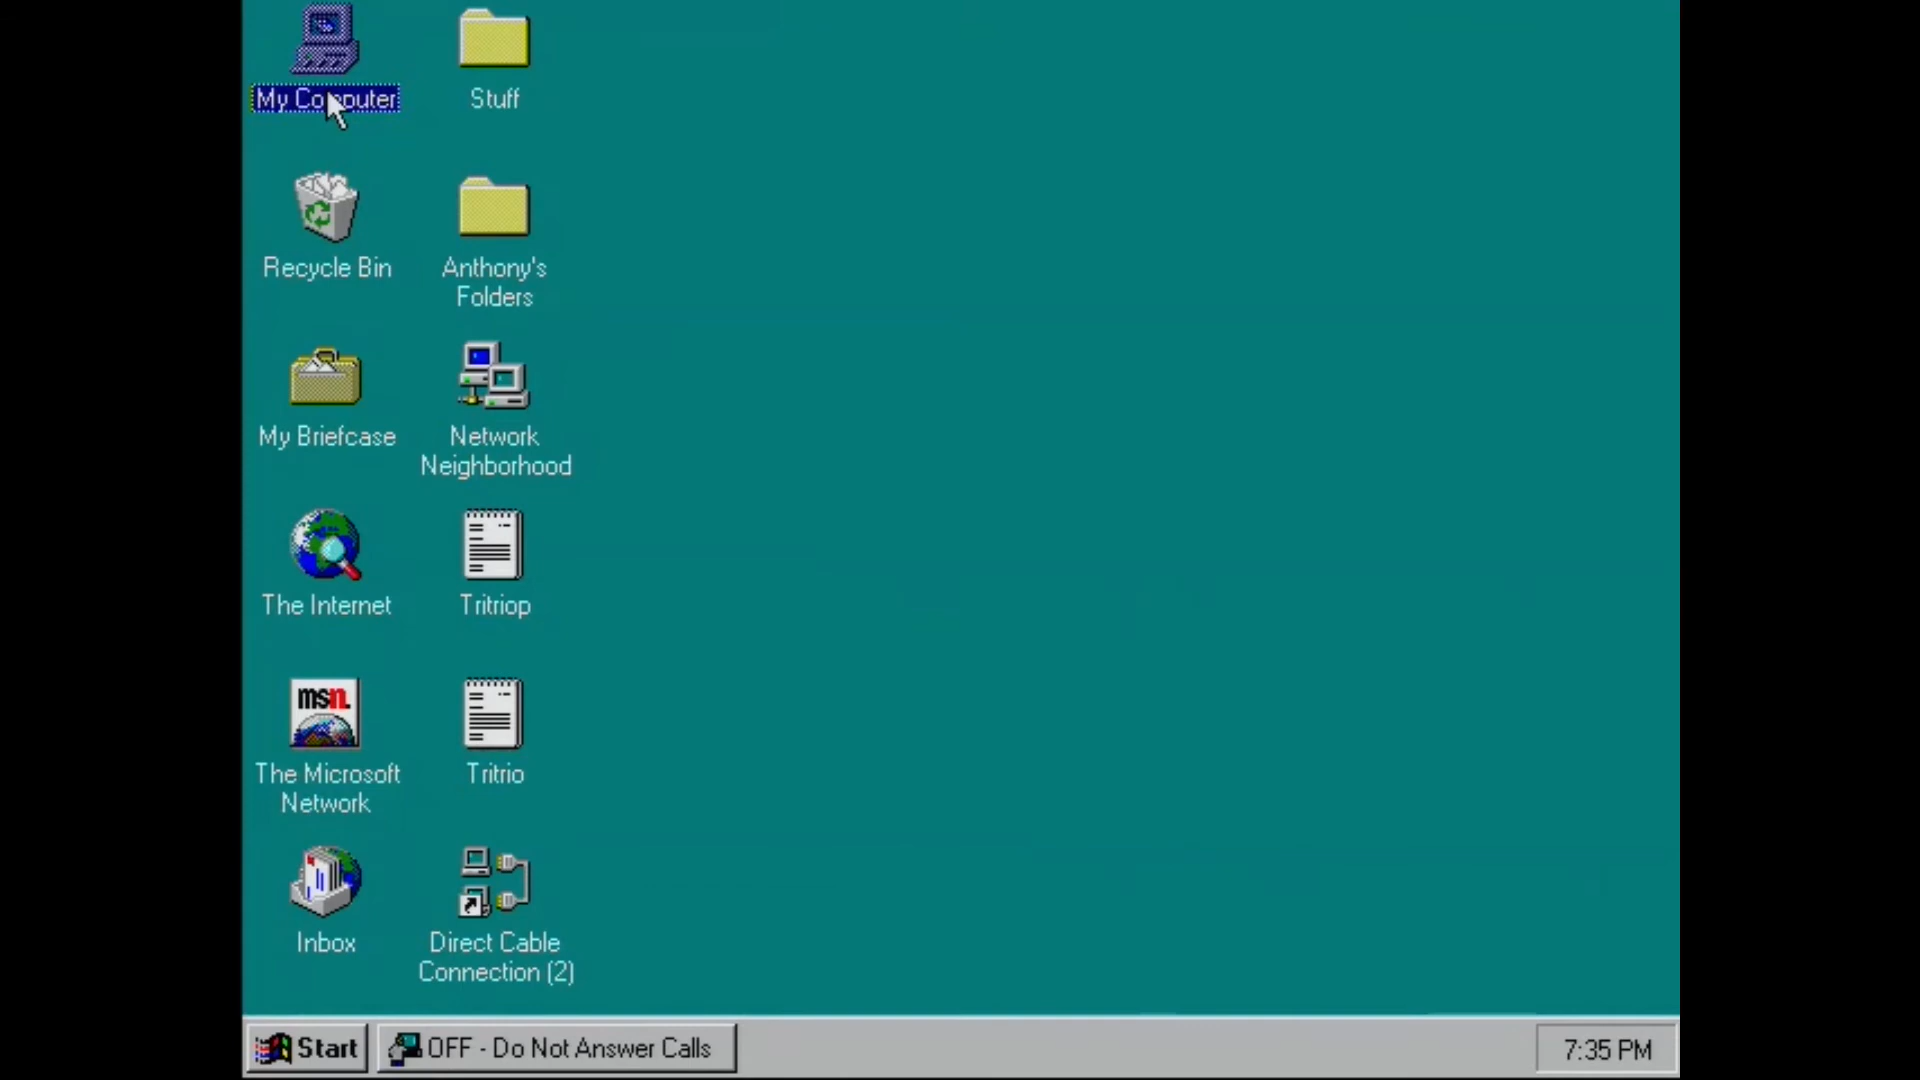 My Computer
Stuff
Recycle Bin
Anthony's
Folders
My Briefcase
Network
Neighborhood
The Internet
Tritriop
msn.
The Microsoft
Network
Tritrio
Inbox
Direct Cable
Connection (2)
Start
OFF - Do Not Answer Calls
7:35 PM